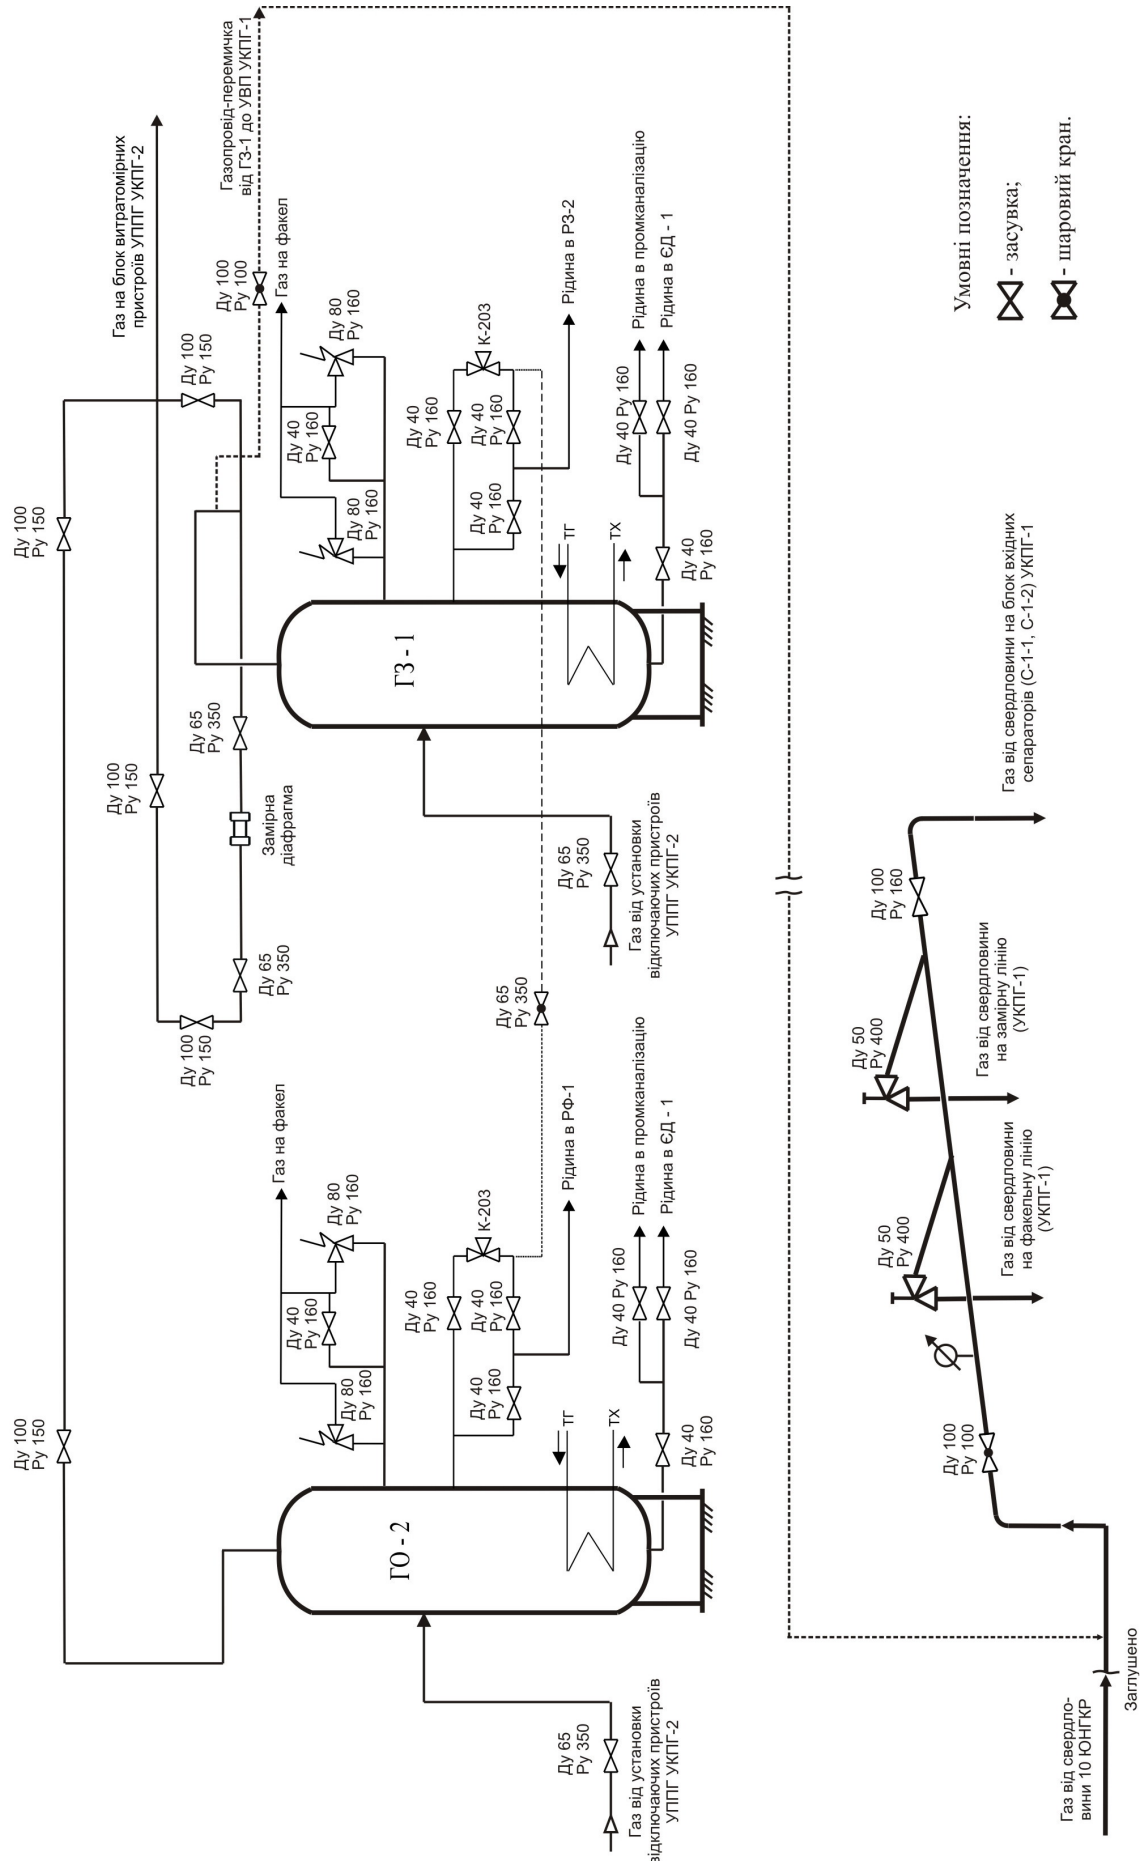 Газ на блок витратомірних
пристроїв УППГ УКПГ-2
Газопровід-перемичка
від ГЗ-1 до УВП УКПГ-1
Ду 100
Ру 150
Ду 100
Ру 150
Ду 100
Ру 150
Ду 100
Ру 150
Ду 100
Ру 150
Ду 65
Ру 350
Замірна
діафрагма
Ду 65
Ру 350
Ду 100
Ру 100
ГО - 2
Газ на факел
Ду 80
Ру 160
Ду 40
Ру 160
Ду 80
Ру 160
К-203
Ду 40
Ру 160
Ду 40
Ру 160
Ду 40
Ру 160
Рідина в РФ-1
ТГ
ТХ
Рідина в промканалізацію
Ду 40 Ру 160
Рідина в ЄД - 1
Ду 40 Ру 160
Ду 40
Ру 160
Ду 65
Ру 350
Газ від установки
відключаючих пристроїв
УППГ УКПГ-2
Ду 65
Ру 350
ГЗ - 1
Газ на факел
Ду 80
Ру 160
Ду 40
Ру 160
Ду 80
Ру 160
К-203
Ду 40
Ру 160
Ду 40
Ру 160
Ду 40
Ру 160
Рідина в РЗ-2
ТГ
ТХ
Рідина в промканалізацію
Ду 40 Ру 160
Рідина в ЄД - 1
Ду 40 Ру 160
Ду 40
Ру 160
Ду 65
Ру 350
Газ від установки
відключаючих пристроїв
УППГ УКПГ-2
Газ від свердло-
вини 10 ЮНГКР
Заглушено
Ду 100
Ру 100
Ду 50
Ру 400
Газ від свердловини
на факельну лінію
(УКПГ-1)
Ду 50
Ру 400
Газ від свердловини
на замірну лінію
(УКПГ-1)
Ду 100
Ру 160
Газ від свердловини на блок вхідних
сепараторів (С-1-1, С-1-2) УКПГ-1
Умовні позначення:
- засувка;
- шаровий кран.